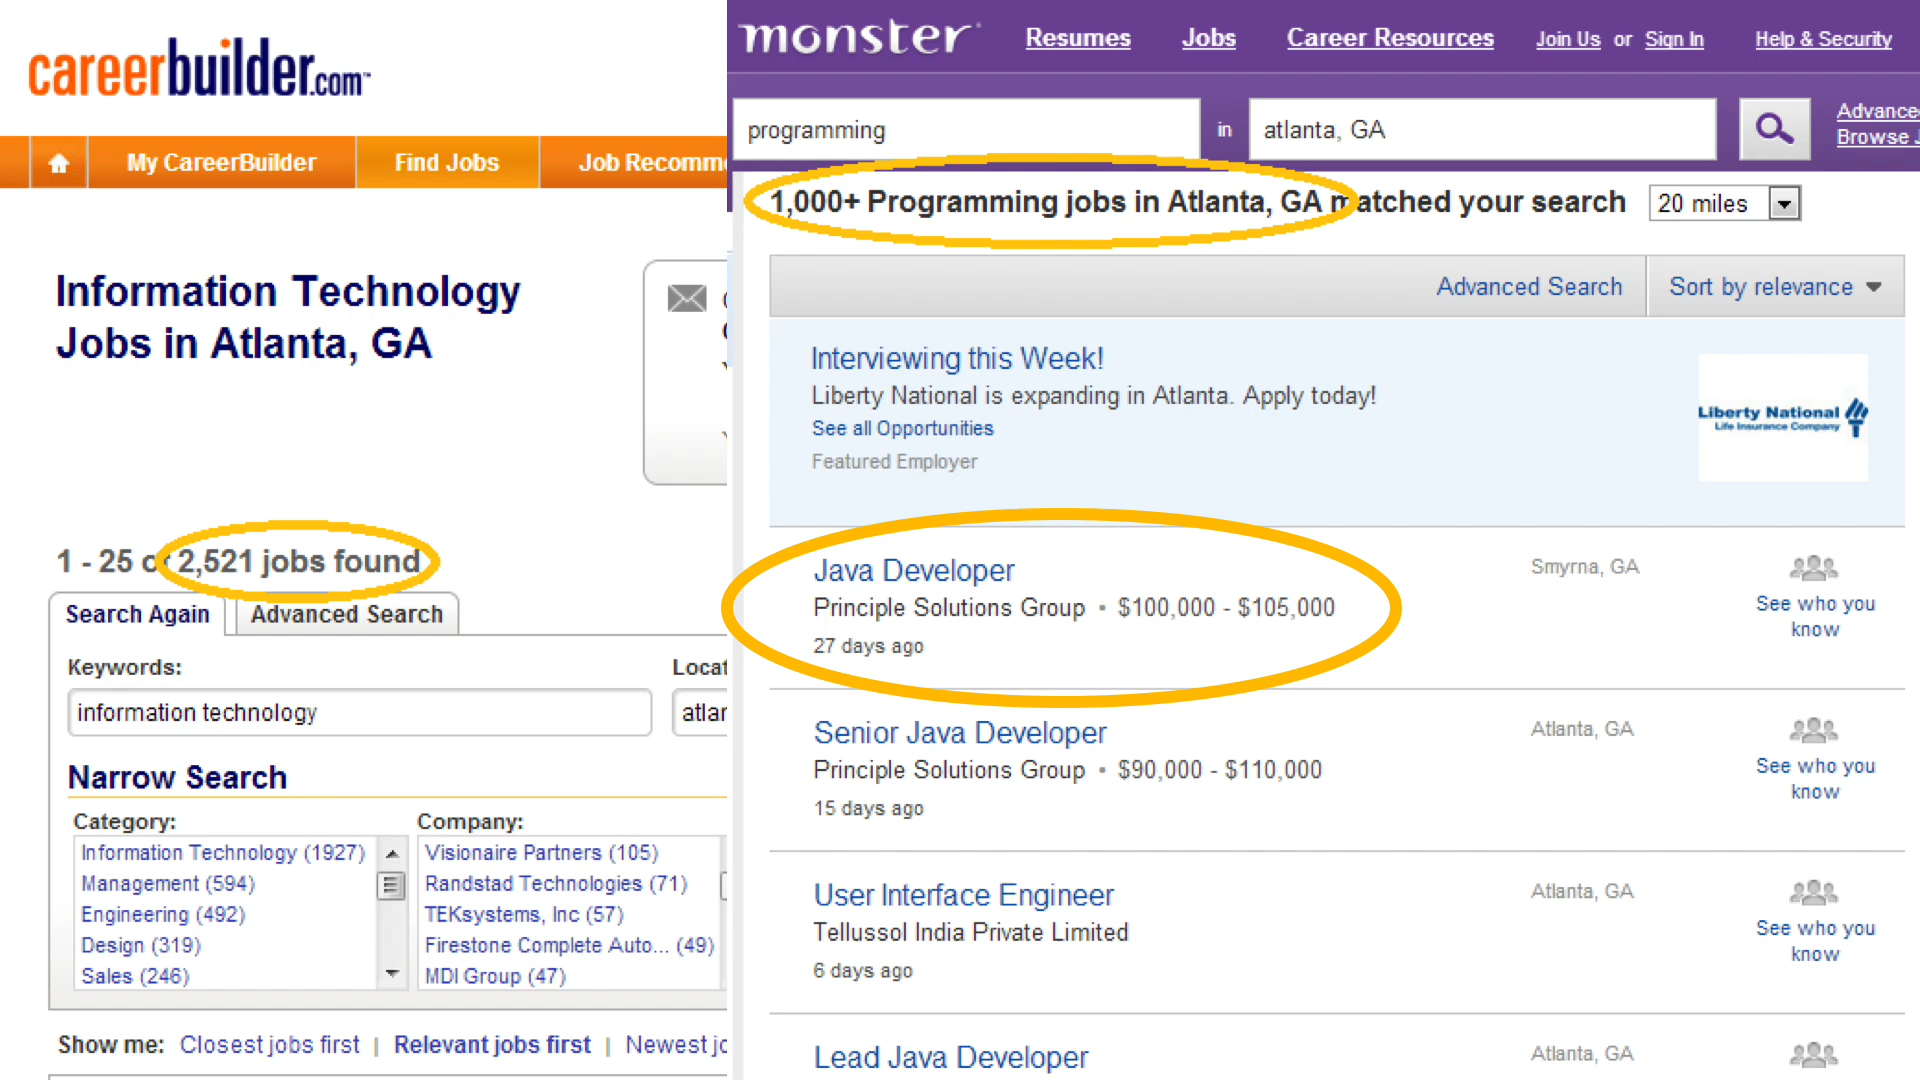 careerbuilder.com™
My CareerBuilder
Find Jobs
Job Recomm
Information Technology
Jobs in Atlanta, GA
1 - 25 of 2,521 jobs found
Search Again
Advanced Search
Keywords:
information technology
Narrow Search
Category:
Information Technology (1927)
Management (594)
Engineering (492)
Design (319)
Sales (246)
Company:
Visionaire Partners (105)
Randstad Technologies (71)
TEKsystems, Inc (57)
Firestone Complete Auto... (49)
MDI Group (47)
Show me: Closest jobs first | Relevant jobs first | Newest jo
monster
Resumes Jobs Career Resources Join Us or Sign In Help & Security
programming in atlanta, GA
Advance
Browse
1,000+ Programming jobs in Atlanta, GA matched your search 20 miles
Advanced Search Sort by relevance
Interviewing this Week!
Liberty National is expanding in Atlanta. Apply today!
See all Opportunities
Featured Employer
Liberty National
Life Insurance Company
Java Developer
Principle Solutions Group • $100,000 - $105,000
27 days ago
Smyrna, GA
See who you
know
Senior Java Developer
Principle Solutions Group • $90,000 - $110,000
15 days ago
Atlanta, GA
See who you
know
User Interface Engineer
Tellussol India Private Limited
6 days ago
Atlanta, GA
See who you
know
Lead Java Developer
Atlanta, GA